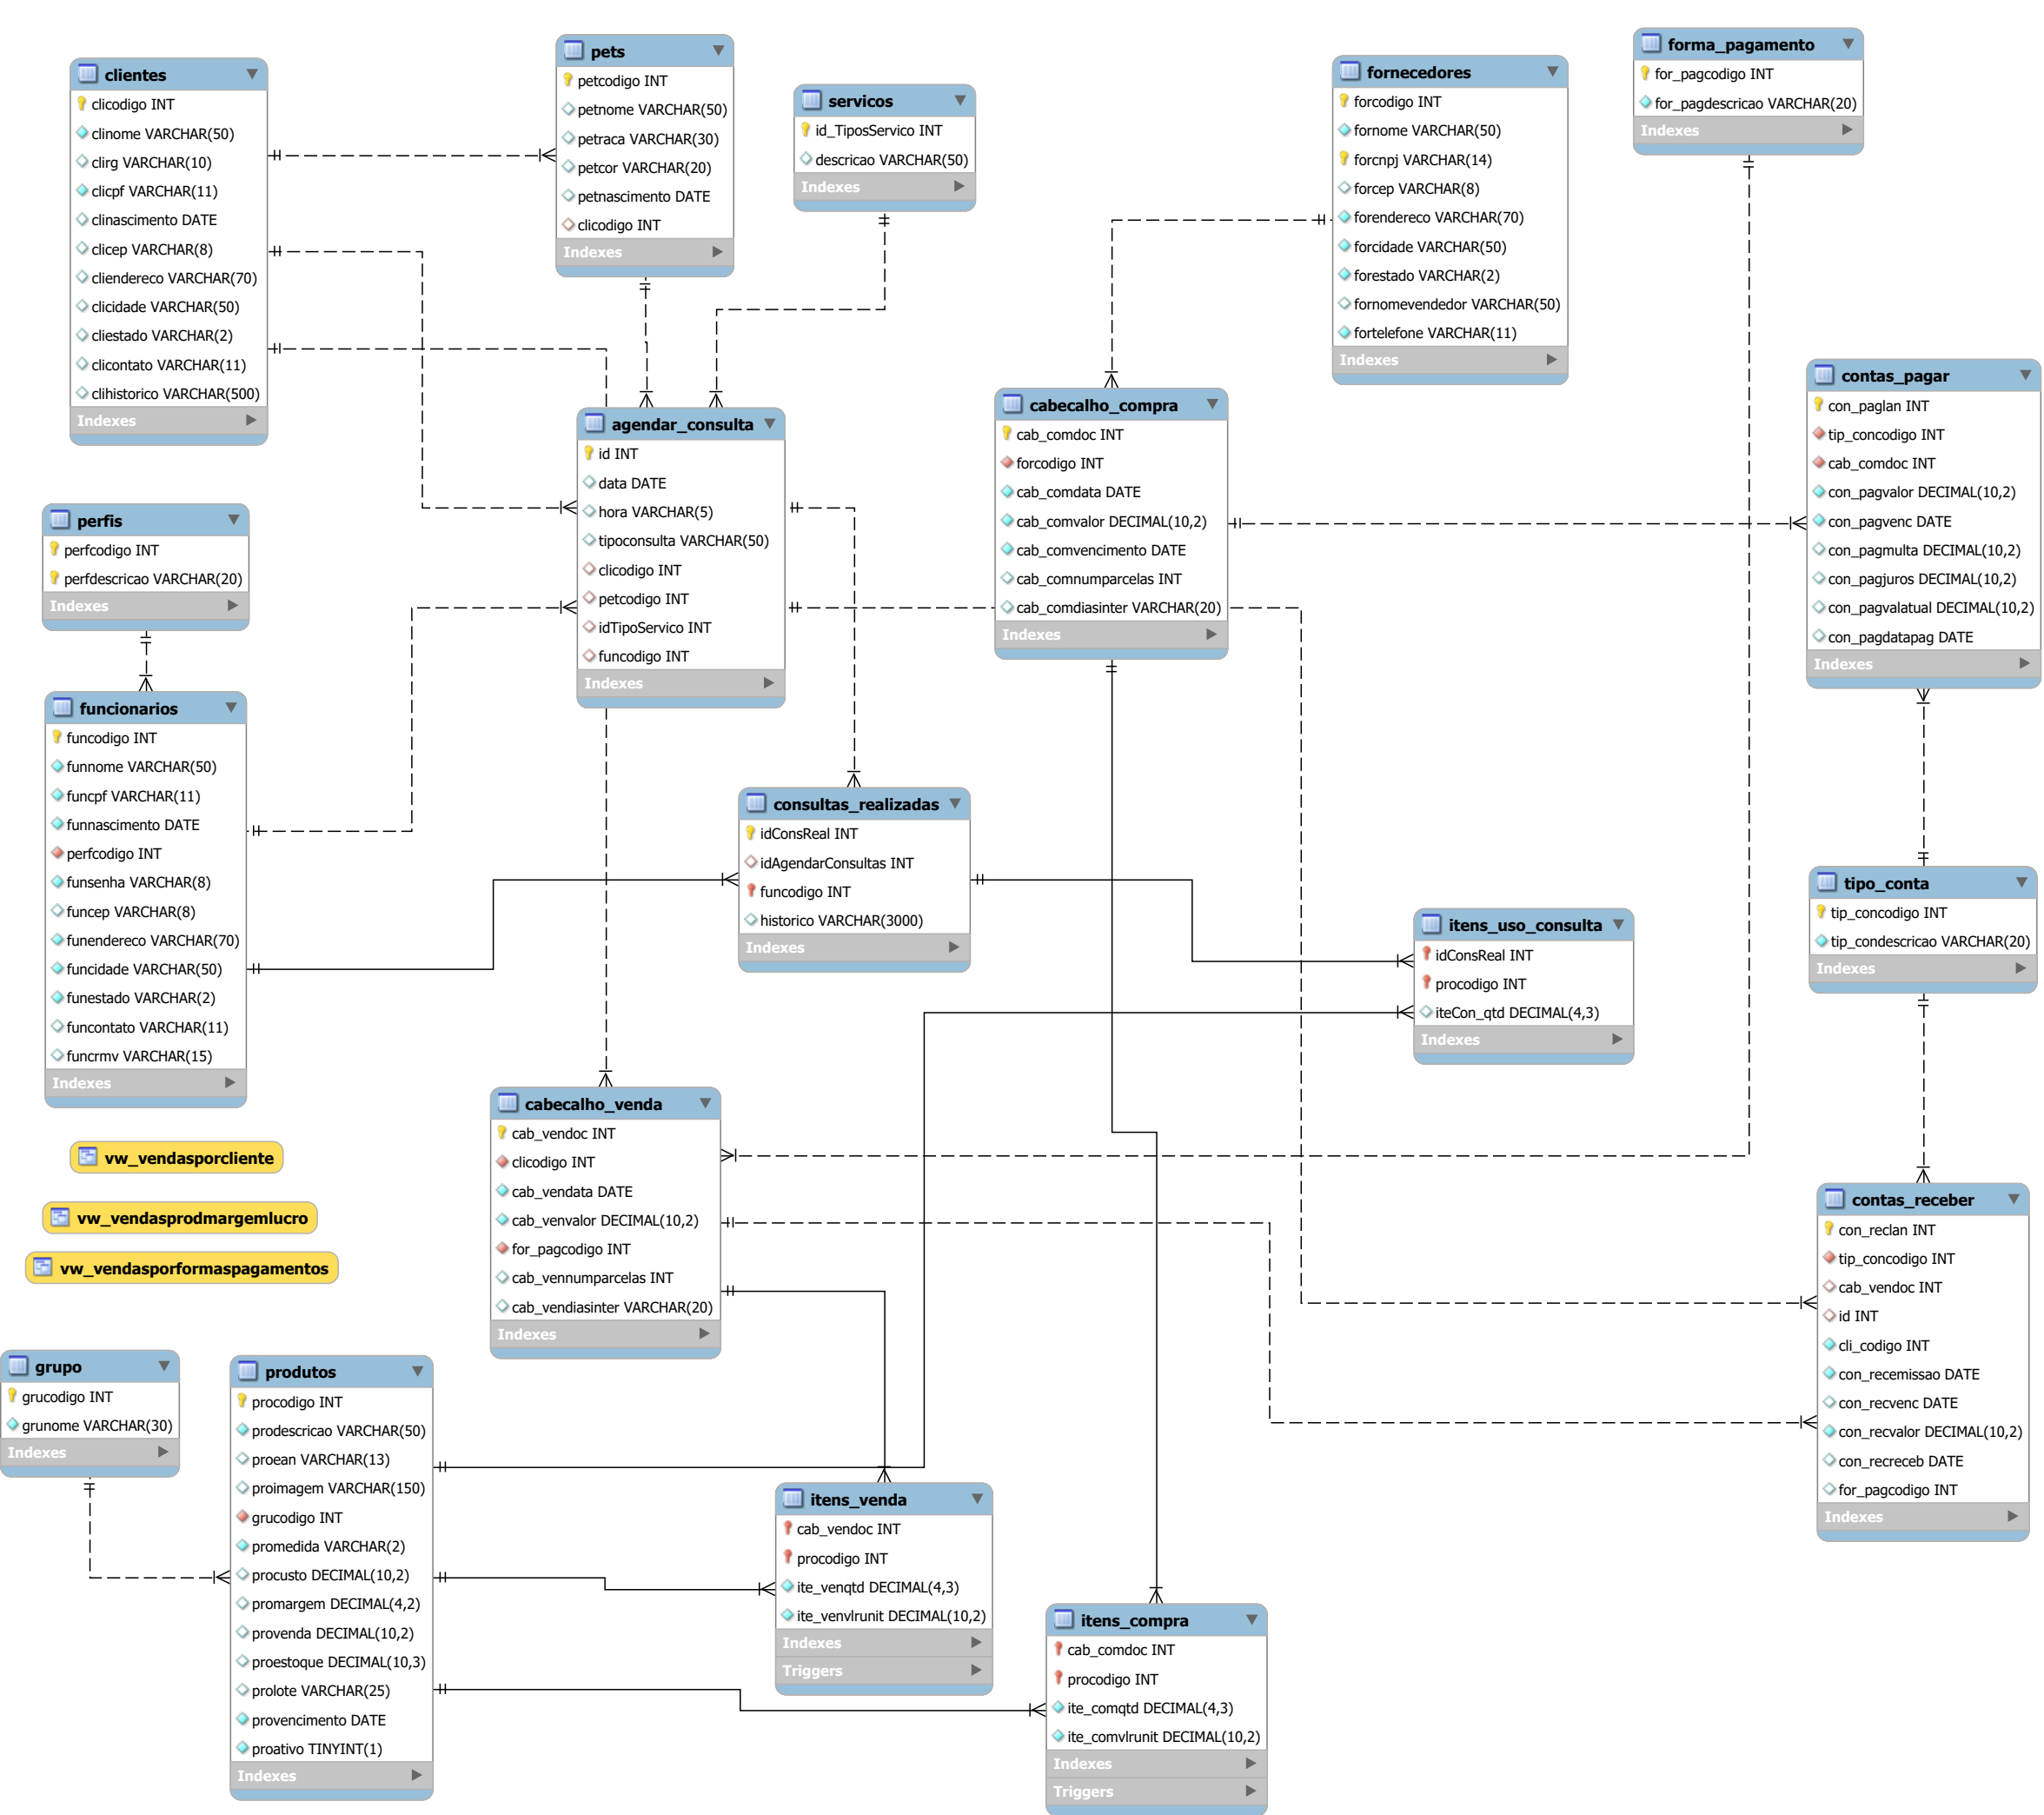 clientes
clicodigo INT
clinome VARCHAR(50)
clirg VARCHAR(10)
clicpf VARCHAR(11)
clinascimento DATE
clicep VARCHAR(8)
cliendereco VARCHAR(70)
clicidade VARCHAR(50)
cliestado VARCHAR(2)
clicontato VARCHAR(11)
clihistorico VARCHAR(500)
Indexes
pets
petcodigo INT
petnome VARCHAR(50)
petraca VARCHAR(30)
petcor VARCHAR(20)
petnascimento DATE
clicodigo INT
Indexes
servicos
id_TiposServico INT
descricao VARCHAR(50)
Indexes
fornecedores
forcodigo INT
fornome VARCHAR(50)
forcnpj VARCHAR(14)
forcep VARCHAR(8)
forendereco VARCHAR(70)
forcidade VARCHAR(50)
forestado VARCHAR(2)
fornomevendedor VARCHAR(50)
fortelefone VARCHAR(11)
Indexes
forma_pagamento
for_pagcodigo INT
for_pagdescricao VARCHAR(20)
Indexes
agendar_consulta
id INT
data DATE
hora VARCHAR(5)
tipoconsulta VARCHAR(50)
clicodigo INT
petcodigo INT
idTipoServico INT
funcodigo INT
Indexes
cabecalho_compra
cab_comdoc INT
forcodigo INT
cab_comdata DATE
cab_comvalor DECIMAL(10,2)
cab_comvencimento DATE
cab_comnumparcelas INT
cab_comdiasinter VARCHAR(20)
Indexes
contas_pagar
con_paglan INT
tip_concodigo INT
cab_comdoc INT
con_pagvalor DECIMAL(10,2)
con_pagvenc DATE
con_pagmulta DECIMAL(10,2)
con_pagjuros DECIMAL(10,2)
con_pagvalatual DECIMAL(10,2)
con_pagdatapag DATE
Indexes
perfis
perfcodigo INT
perfdescricao VARCHAR(20)
Indexes
funcionarios
funcodigo INT
funnome VARCHAR(50)
funcpf VARCHAR(11)
funnascimento DATE
perfcodigo INT
funsenha VARCHAR(8)
funcep VARCHAR(8)
funendereco VARCHAR(70)
funcidade VARCHAR(50)
funestado VARCHAR(2)
funcontato VARCHAR(11)
funcrmv VARCHAR(15)
Indexes
consultas_realizadas
idConsReal INT
idAgendarConsultas INT
funcodigo INT
historico VARCHAR(3000)
Indexes
itens_uso_consulta
idConsReal INT
procodigo INT
iteCon_qtd DECIMAL(4,3)
Indexes
tipo_conta
tip_concodigo INT
tip_condescricao VARCHAR(20)
Indexes
cabecalho_venda
cab_vendoc INT
clicodigo INT
cab_vendata DATE
cab_venvalor DECIMAL(10,2)
for_pagcodigo INT
cab_vennumparcelas INT
cab_vendiasinter VARCHAR(20)
Indexes
vw_vendasporcliente
vw_vendasprodmargemlucro
vw_vendasporformaspagamentos
contas_receber
con_reclan INT
tip_concodigo INT
cab_vendoc INT
id INT
cli_codigo INT
con_recemissao DATE
con_recvenc DATE
con_recvalor DECIMAL(10,2)
con_recreceb DATE
for_pagcodigo INT
Indexes
grupo
grucodigo INT
grunome VARCHAR(30)
Indexes
produtos
procodigo INT
prodescricao VARCHAR(50)
proean VARCHAR(13)
proimagem VARCHAR(150)
grucodigo INT
promedida VARCHAR(2)
procusto DECIMAL(10,2)
promargem DECIMAL(4,2)
provenda DECIMAL(10,2)
proestoque DECIMAL(10,3)
prolote VARCHAR(25)
provencimento DATE
proativo TINYINT(1)
Indexes
itens_venda
cab_vendoc INT
procodigo INT
ite_venqtd DECIMAL(4,3)
ite_venvlrunit DECIMAL(10,2)
Indexes
Triggers
itens_compra
cab_comdoc INT
procodigo INT
ite_comqtd DECIMAL(4,3)
ite_comvlrunit DECIMAL(10,2)
Indexes
Triggers